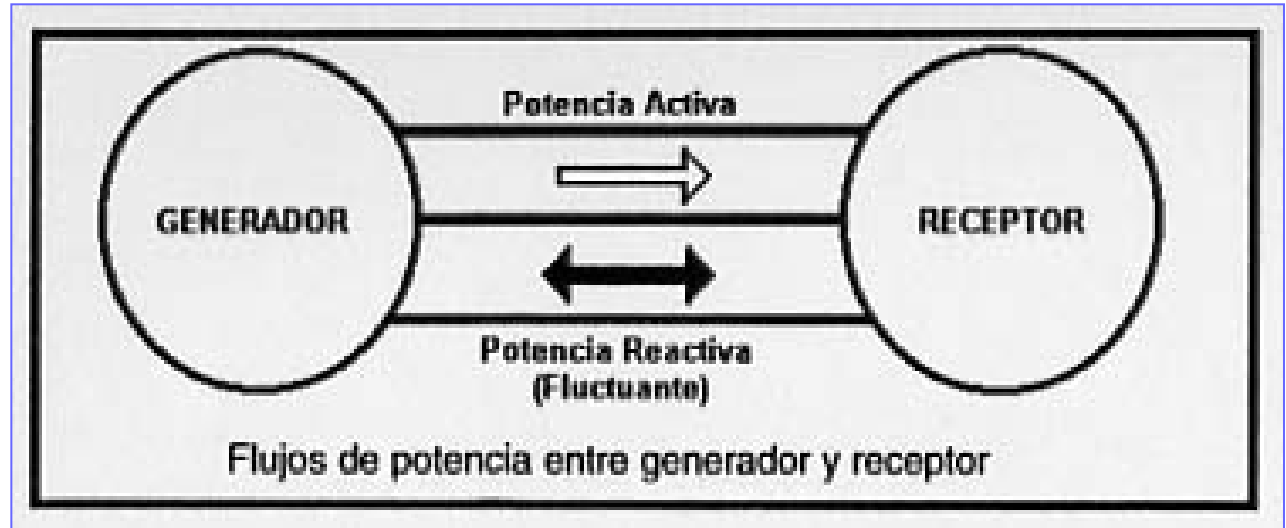 Potencia Activa
GENERADOR
RECEPTOR
Potencia Reactiva
(Fluctuante)
Flujos de potencia entre generador y receptor